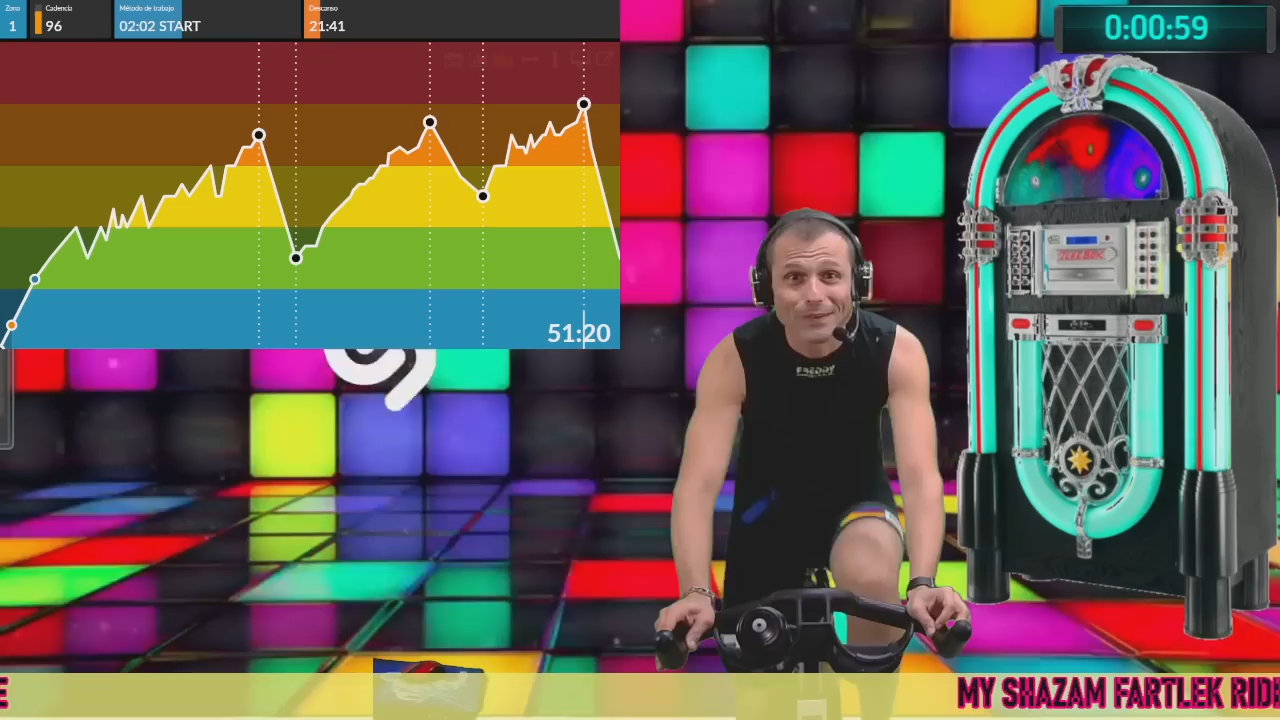 Zona
1
Cadencia
96
Método de trabajo
02:02 START
Descanso
21:41
0:00:59
51:20
FREDDY
E
MY SHAZAM FARTLEK RIDE